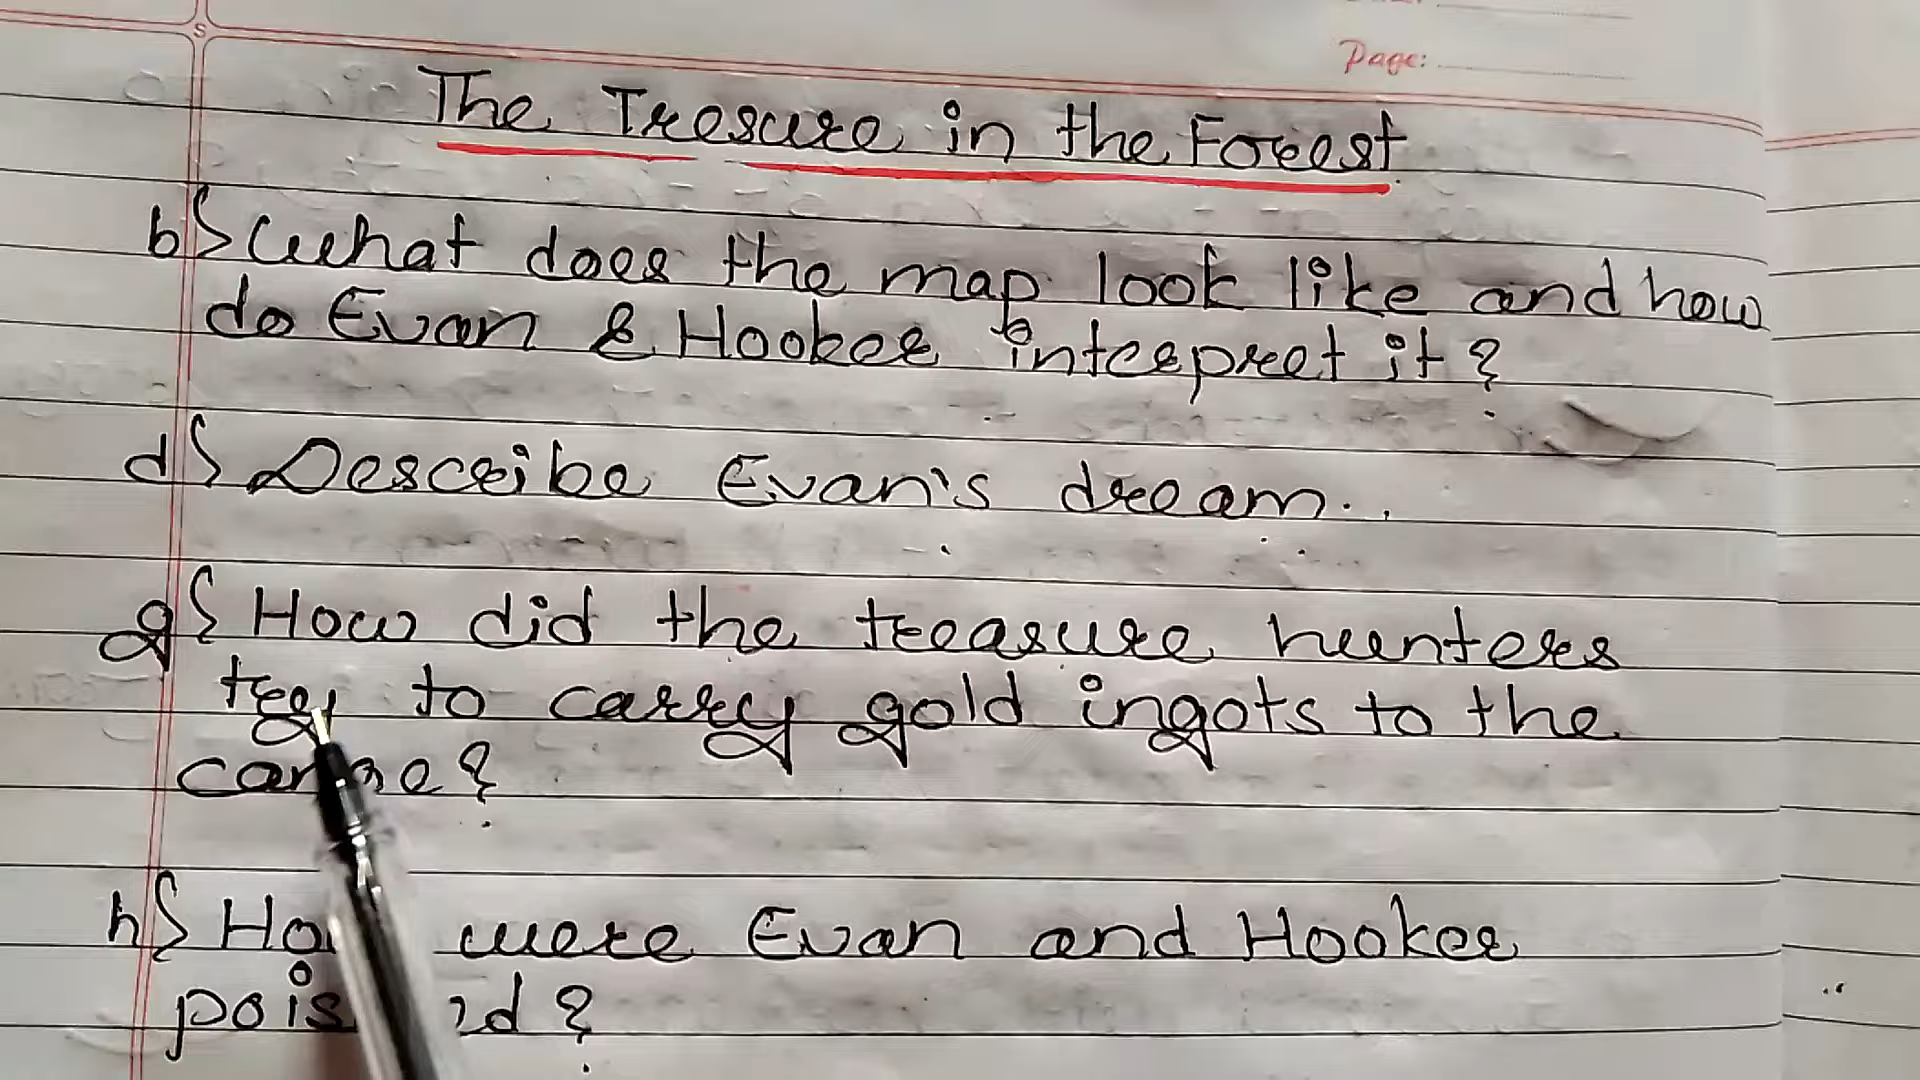 Page:
The Tresure in the Forest
b) What does the map look like and how
do Evan & Hooker interpret it?
d) Describe Evan's dream.
g) How did the treasure hunters
try to carry gold ingots to the
h) were Evan and Hooker